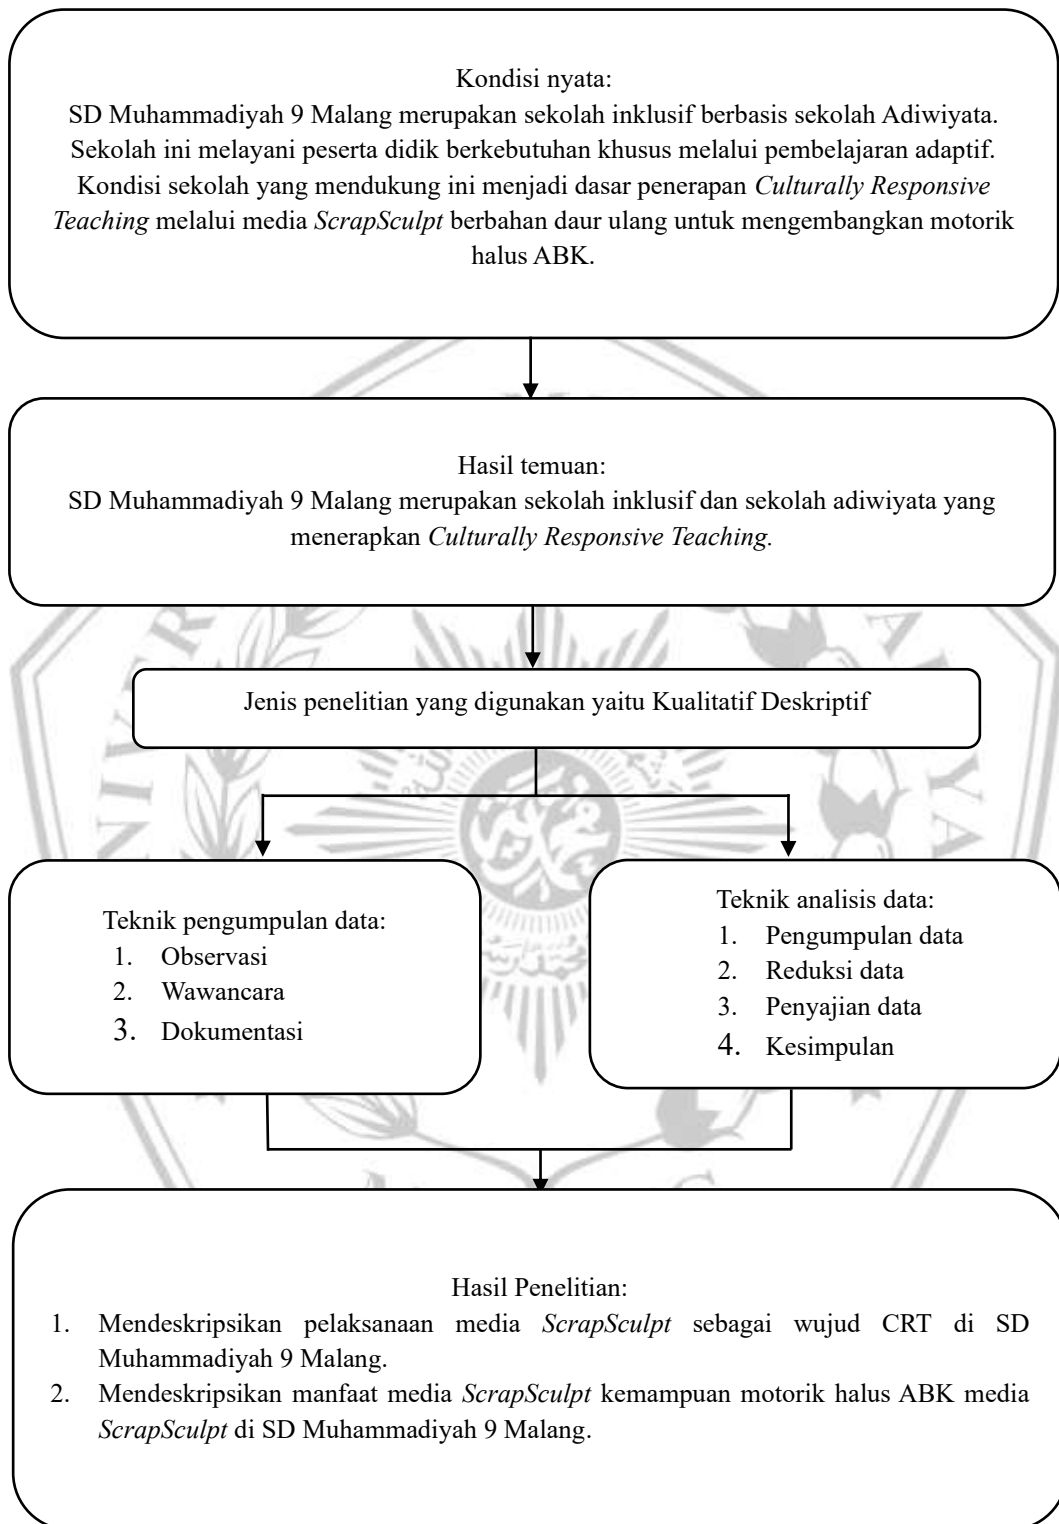 Kondisi nyata:
SD Muhammadiyah 9 Malang merupakan sekolah inklusif berbasis sekolah Adiwiyata.
Sekolah ini melayani peserta didik berkebutuhan khusus melalui pembelajaran adaptif.
Kondisi sekolah yang mendukung ini menjadi dasar penerapan Culturally Responsive
Teaching melalui media ScrapSculpt berbahan daur ulang untuk mengembangkan motorik
halus ABK.
Hasil temuan:
SD Muhammadiyah 9 Malang merupakan sekolah inklusif dan sekolah adiwiyata yang
menerapkan Culturally Responsive Teaching.
Jenis penelitian yang digunakan yaitu Kualitatif Deskriptif
Teknik pengumpulan data:
1. Observasi
2. Wawancara
3. Dokumentasi
Teknik analisis data:
1. Pengumpulan data
2. Reduksi data
3. Penyajian data
4. Kesimpulan
Hasil Penelitian:
1. Mendeskripsikan pelaksanaan media ScrapSculpt sebagai wujud CRT di SD
Muhammadiyah 9 Malang.
2. Mendeskripsikan manfaat media ScrapSculpt kemampuan motorik halus ABK media
ScrapSculpt di SD Muhammadiyah 9 Malang.